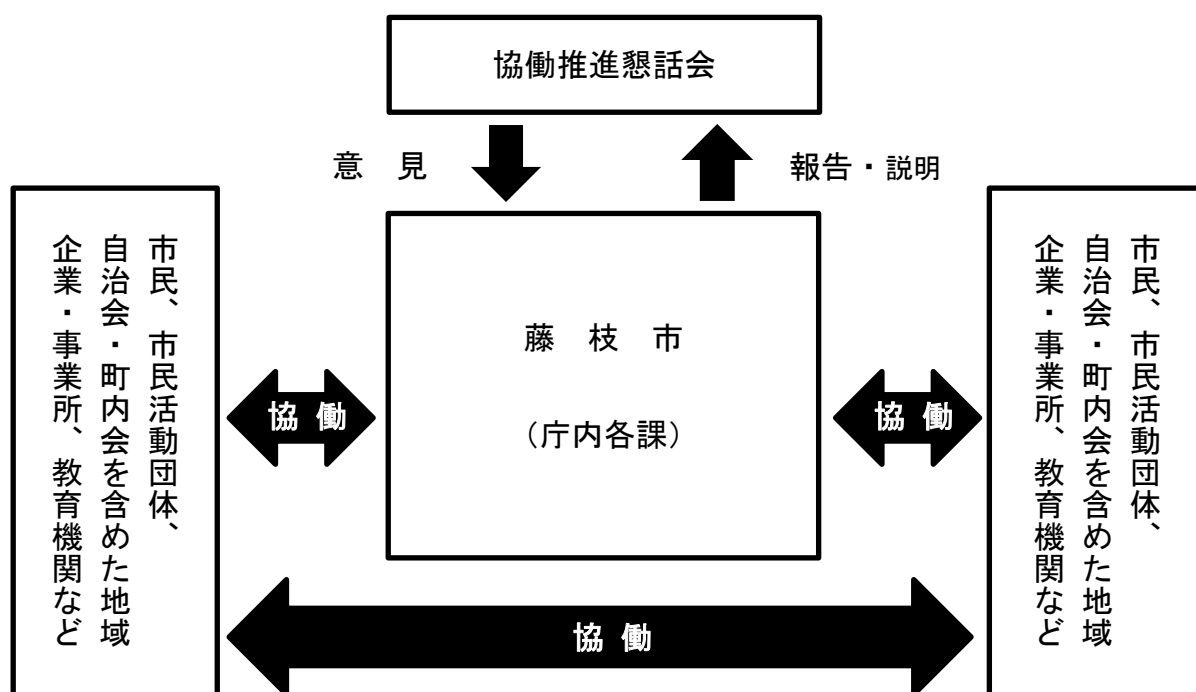 協働推進懇話会
意 見
報告・説明
市民、市民活動団体、
自治会・町内会を含めた地域
企業・事業所、教育機関など
藤 枝 市
（庁内各課）
協 働
協 働
市民、市民活動団体、
自治会・町内会を含めた地域
企業・事業所、教育機関など
協 働